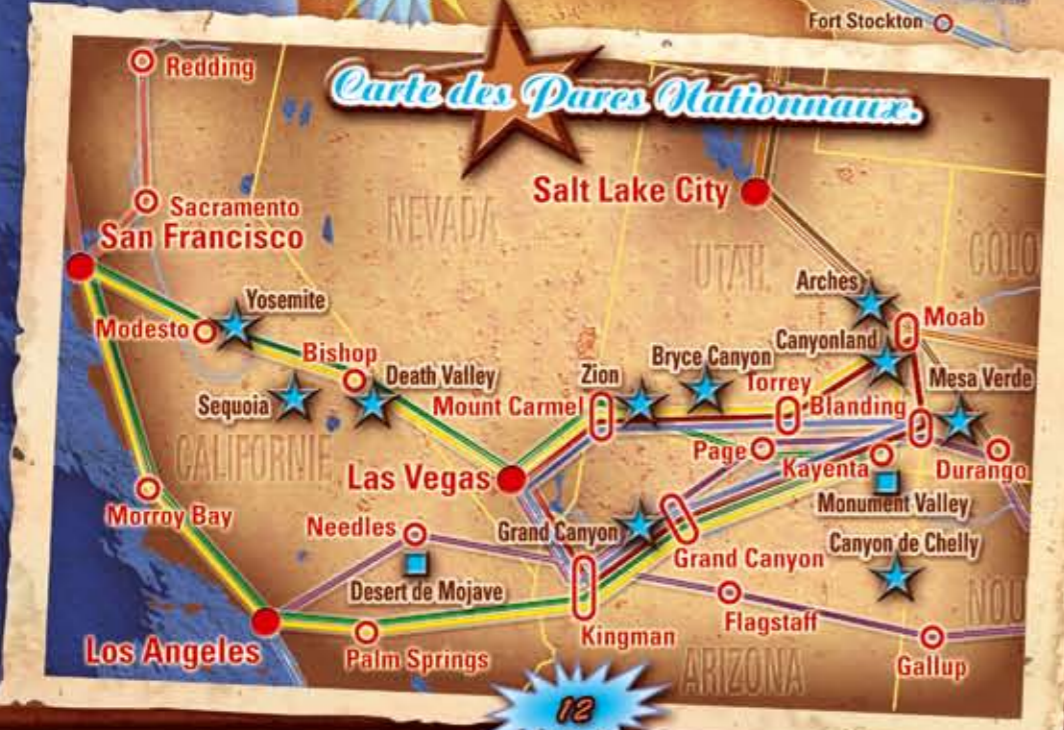 Fort Stockton
Carte des Parcs Nationnaux.
Redding
Sacramento
San Francisco
Salt Lake City
NEVADA
UTAH
COLO
Arches
Moab
Yosemite
Modesto
Bishop
Canyonland
Bryce Canyon
Zion
Death Valley
Torrey
Mesa Verde
Sequoia
Mount Carmel
Blanding
CALIFORNIE
Page
Kayenta
Durango
Las Vegas
Monument Valley
Morroy Bay
Needles
Grand Canyon
Grand Canyon
Canyon de Chelly
Desert de Mojave
NOU
Flagstaff
Kingman
Los Angeles
Palm Springs
Gallup
ARIZONA
12